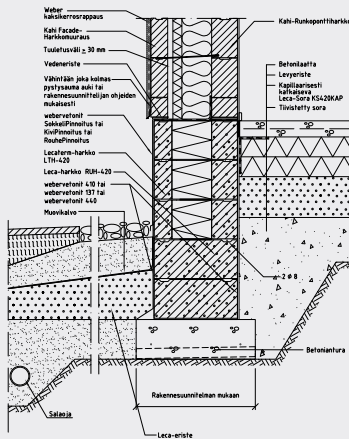 Weber
kaksikerrosrappaus
Kahi Facade-
Harkkomuuraus
Tuuletusväli ≥ 30 mm
Vedeneriste
Vähintään joka kolmas
pystysauma auki tai
rakennesuunnittelijan ohjeiden
mukaisesti
webervetonit
SokkeliPinnoitus tai
KiviPinnoitus tai
RouhePinnoitus
Lecaterm-harkko
LTH-420
Leca-harkko RUH-420
webervetonit 410 tai
webervetonit 137 tai
webervetonit 440
Muovikalvo
Kahi-Runkoponttiharkko
Betonilaatta
Levyeriste
Kapillaarisesti
katkaiseva
Leca-Sora KS420KAP
Tiivistetty sora
2 ø 8
Betoniantura
Rakennesuunnitelman mukaan
Salaoja
Leca-eriste